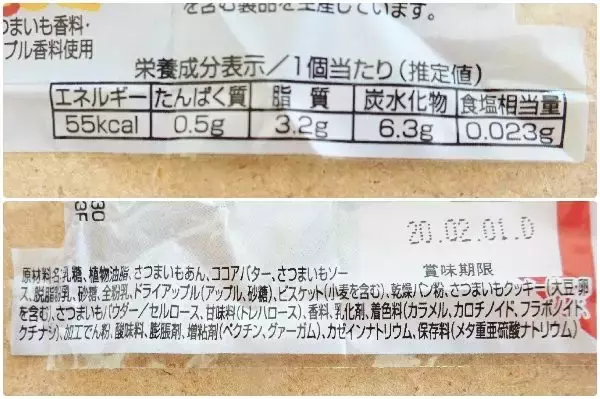 を含む製品を生産しています。
つまいも香料・
プル香料使用
栄養成分表示／1個当たり（推定値）
エネルギー たんぱく質 脂質 炭水化物 食塩相当量
55kcal 0.5g 3.2g 6.3g 0.023g
20.02.01.0
賞味期限
原材料名:乳糖、植物油脂、さつまいもあん、ココアバター、さつまいもソー
ス、脱脂粉乳、砂糖、全粉乳、ドライアップル(アップル、砂糖)、ビスケット(小麦を含む)、乾燥パン粉、さつまいもクッキー(大豆・卵
を含む)、さつまいもパウダー/セルロース、甘味料(トレハロース)、香料、乳化剤、着色料(カラメル、カロチノイド、フラボノイド、
クチナシ)、加工でん粉、酸味料、膨脹剤、増粘剤(ペクチン、グァーガム)、カゼインナトリウム、保存料(メタ重亜硫酸ナトリウム)